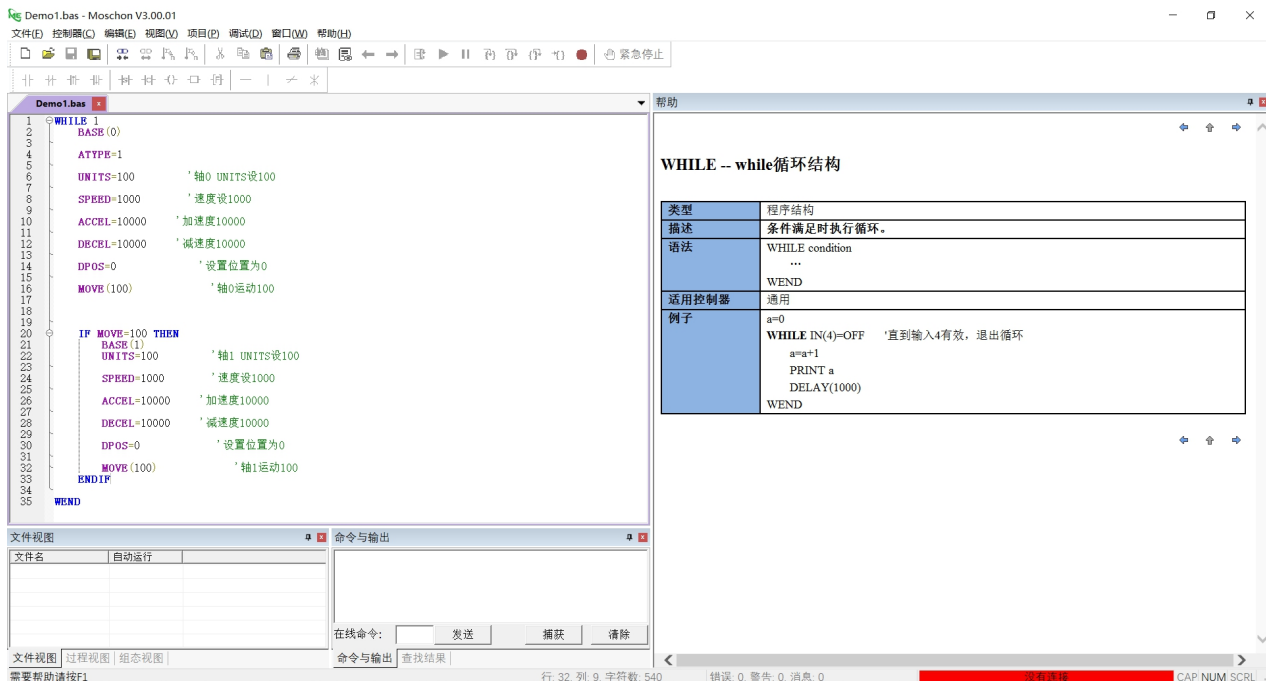 Demo1.bas - Moschon V3.00.01
文件(F) 控制器(C) 编辑(E) 视图(V) 项目(P) 调试(D) 窗口(W) 帮助(H)
紧急停止
Demo1.bas
1 WHILE 1
2 BASE(0)
3
4 ATYPE=1
5
6 UNITS=100 '轴0 UNITS设100
7
8 SPEED=1000 '速度设1000
9
10 ACCEL=10000 '加速度10000
11
12 DECEL=10000 '减速度10000
13
14 DPOS=0 '设置位置为0
15
16 MOVE(100) '轴0运动100
17
18
19
20 IF MOVE=100 THEN
21 BASE(1)
22 UNITS=100 '轴1 UNITS设100
23
24 SPEED=1000 '速度设1000
25
26 ACCEL=10000 '加速度10000
27
28 DECEL=10000 '减速度10000
29
30 DPOS=0 '设置位置为0
31
32 MOVE(100) '轴1运动100
33 ENDIF
34
35 WEND
帮助
WHILE -- while循环结构
类型 程序结构
描述 条件满足时执行循环。
语法 WHILE condition
...
WEND
适用控制器 通用
例子 a=0
WHILE IN(4)=OFF '直到输入4有效，退出循环
a=a+1
PRINT a
DELAY(1000)
WEND
文件视图
文件名 自动运行
文件视图 过程视图 组态视图
命令与输出
在线命令: 发送 捕获 清除
命令与输出 查找结果
需要帮助请按F1 行: 32, 列: 9, 字符数: 540 错误: 0, 警告: 0, 消息: 0 没有连接 CAP NUM SCRL